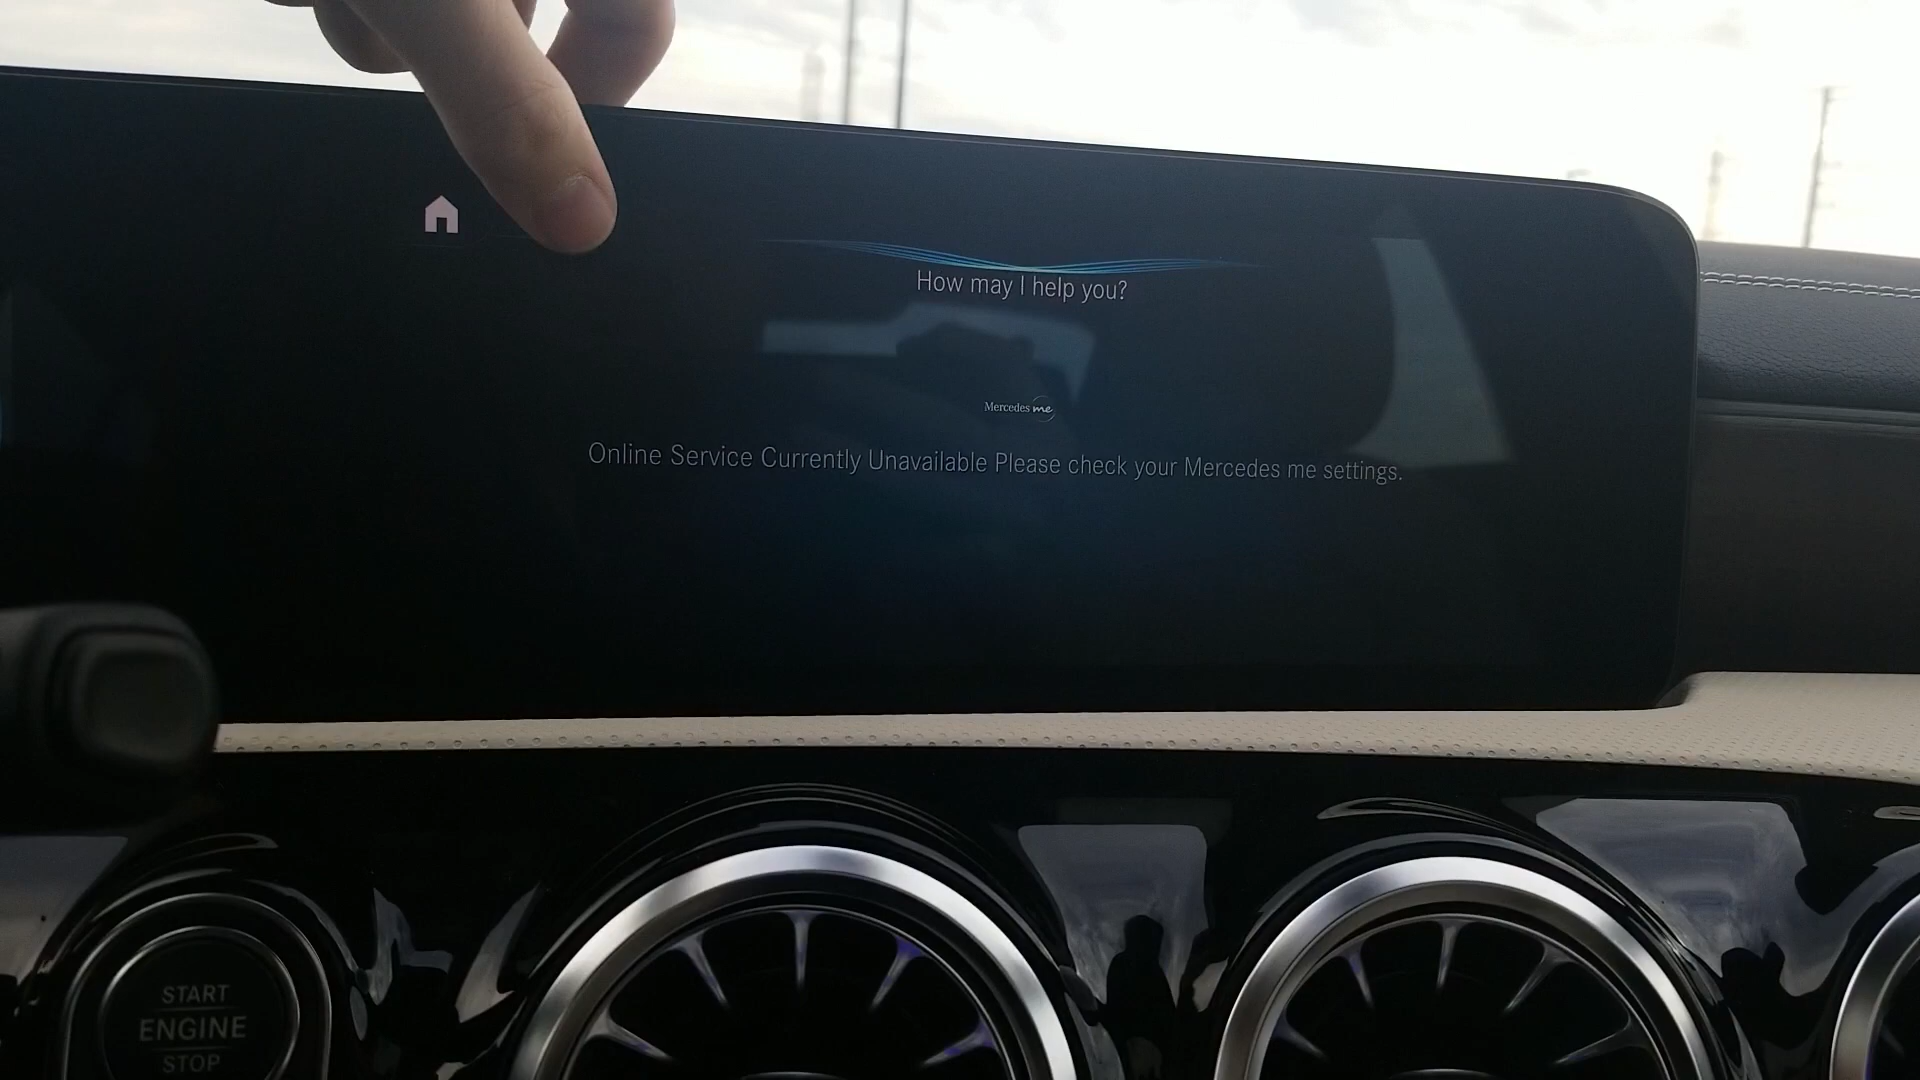 How may I help you?
Mercedes me
Online Service Currently Unavailable Please check your Mercedes me settings.
START
ENGINE
STOP